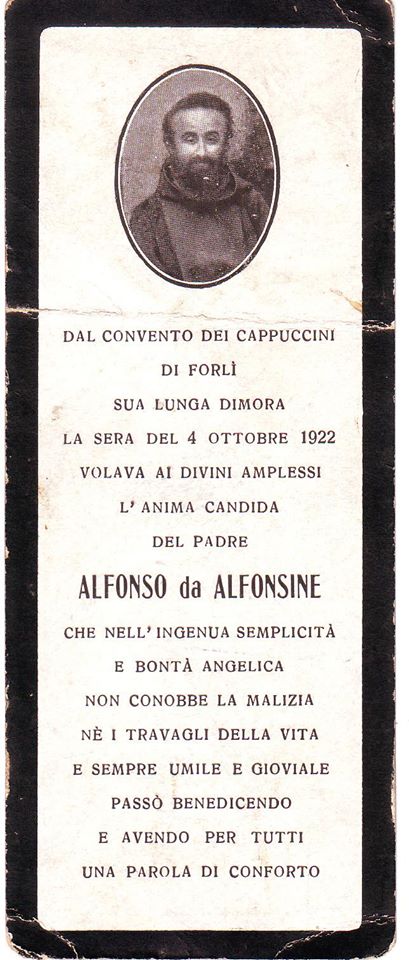 DAL CONVENTO DEI CAPPUCCINI
DI FORLÌ
SUA LUNGA DIMORA
LA SERA DEL 4 OTTOBRE 1922
VOLAVA AI DIVINI AMPLESSI
L'ANIMA CANDIDA
DEL PADRE
ALFONSO da ALFONSINE
CHE NELL'INGENUA SEMPLICITÀ
E BONTÀ ANGELICA
NON CONOBBE LA MALIZIA
NÈ I TRAVAGLI DELLA VITA
E SEMPRE UMILE E GIOVIALE
PASSÒ BENEDICENDO
E AVENDO PER TUTTI
UNA PAROLA DI CONFORTO